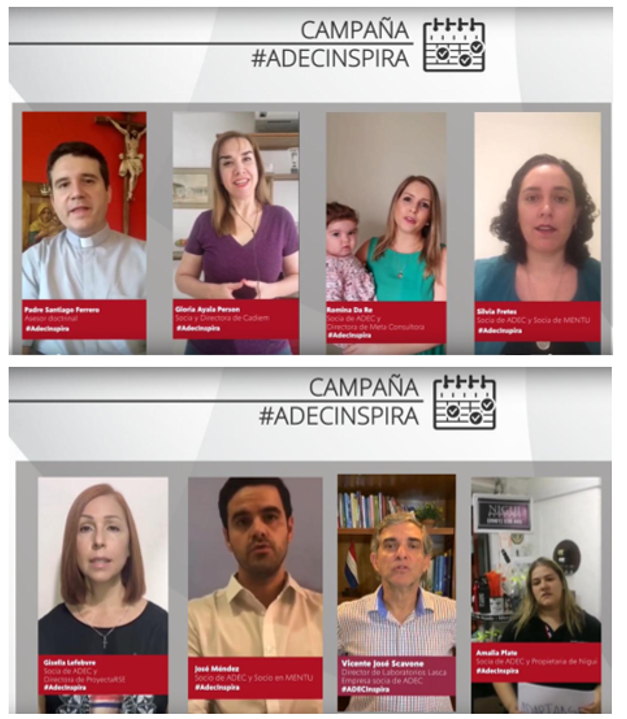 CAMPAÑA
#ADECINSPIRA
Padre Santiago Ferrero
Asesor doctrinal
#AdecInspira
Gloria Ayala Person
Socia y Directora de Cadiem
#AdecInspira
Romina Da Re
Socia de ADEC y
Directora de Meta Consultora
#AdecInspira
Silvia Fretes
Socia de ADEC y Socia de MENTU
#AdecInspira
CAMPAÑA
#ADECINSPIRA
Gisella Lefebvre
Socia de ADEC y
Directora de ProyectaRSE
#AdecInspira
José Méndez
Socio de ADEC y Socio en MENTU
#AdecInspira
Vicente José Scavone
Director de Laboratorios Lasca
Empresa socia de ADEC
#ADECINSPIRA
NIGUI
Amalia Plate
Socia de ADEC y Propietaria de Nigui
#AdecInspira